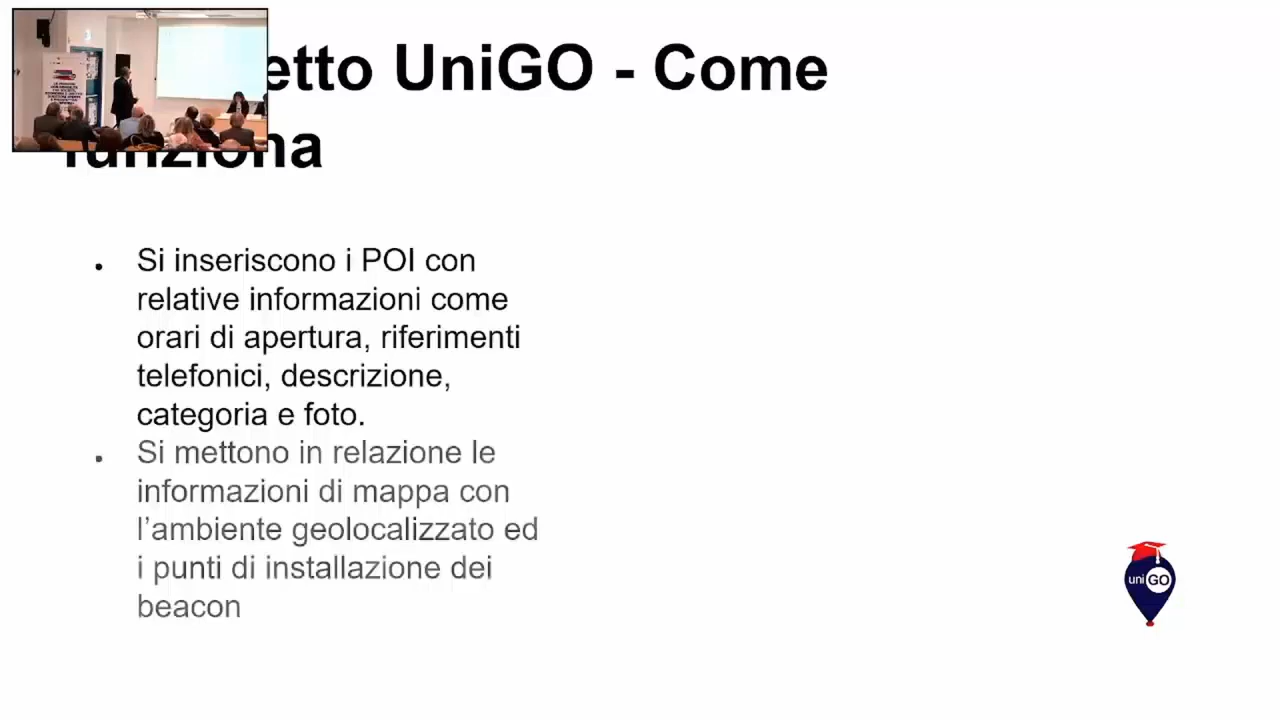 etto UniGO - Come
funziona
Si inseriscono i POI con
relative informazioni come
orari di apertura, riferimenti
telefonici, descrizione,
categoria e foto.
Si mettono in relazione le
informazioni di mappa con
l’ambiente geolocalizzato ed
i punti di installazione dei
beacon
uniGO